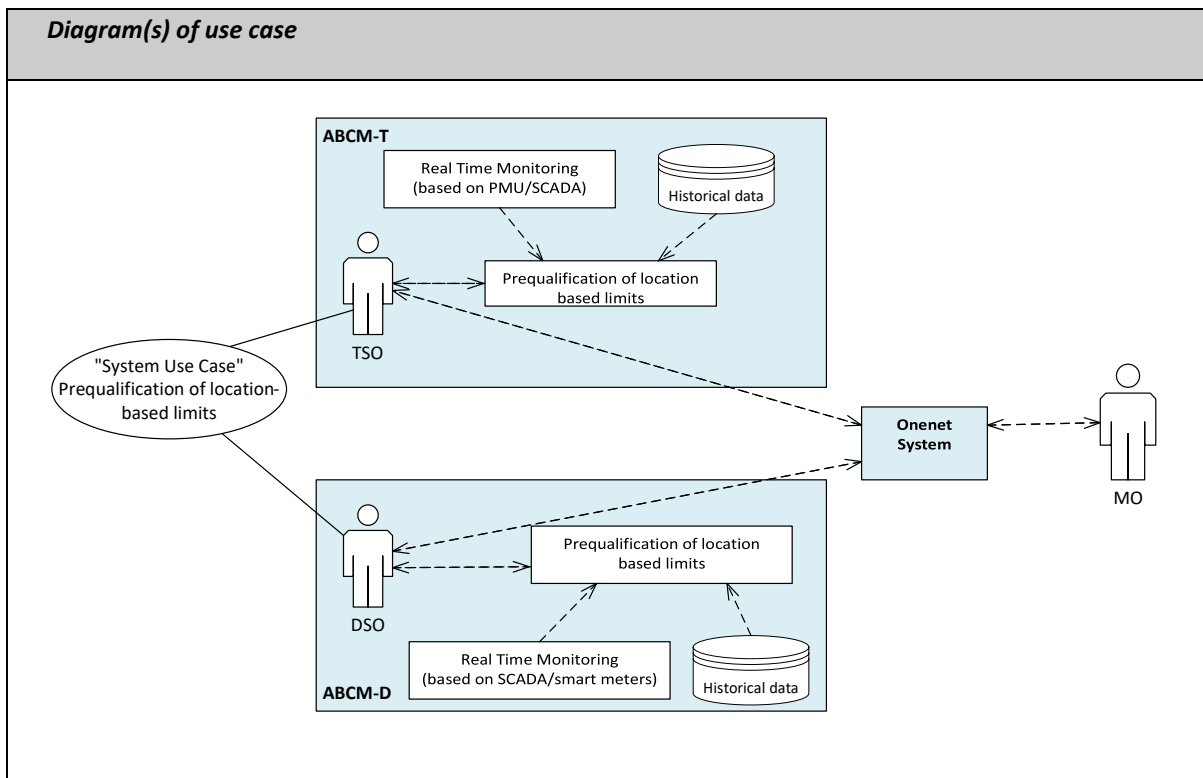 Diagram(s) of use case
ABCM-T
Real Time Monitoring
(based on PMU/SCADA)
Historical data
Prequalification of location
based limits
TSO
"System Use Case"
Prequalification of location-
based limits
Onenet
System
MO
Prequalification of location
based limits
DSO
Real Time Monitoring
(based on SCADA/smart meters)
Historical data
ABCM-D